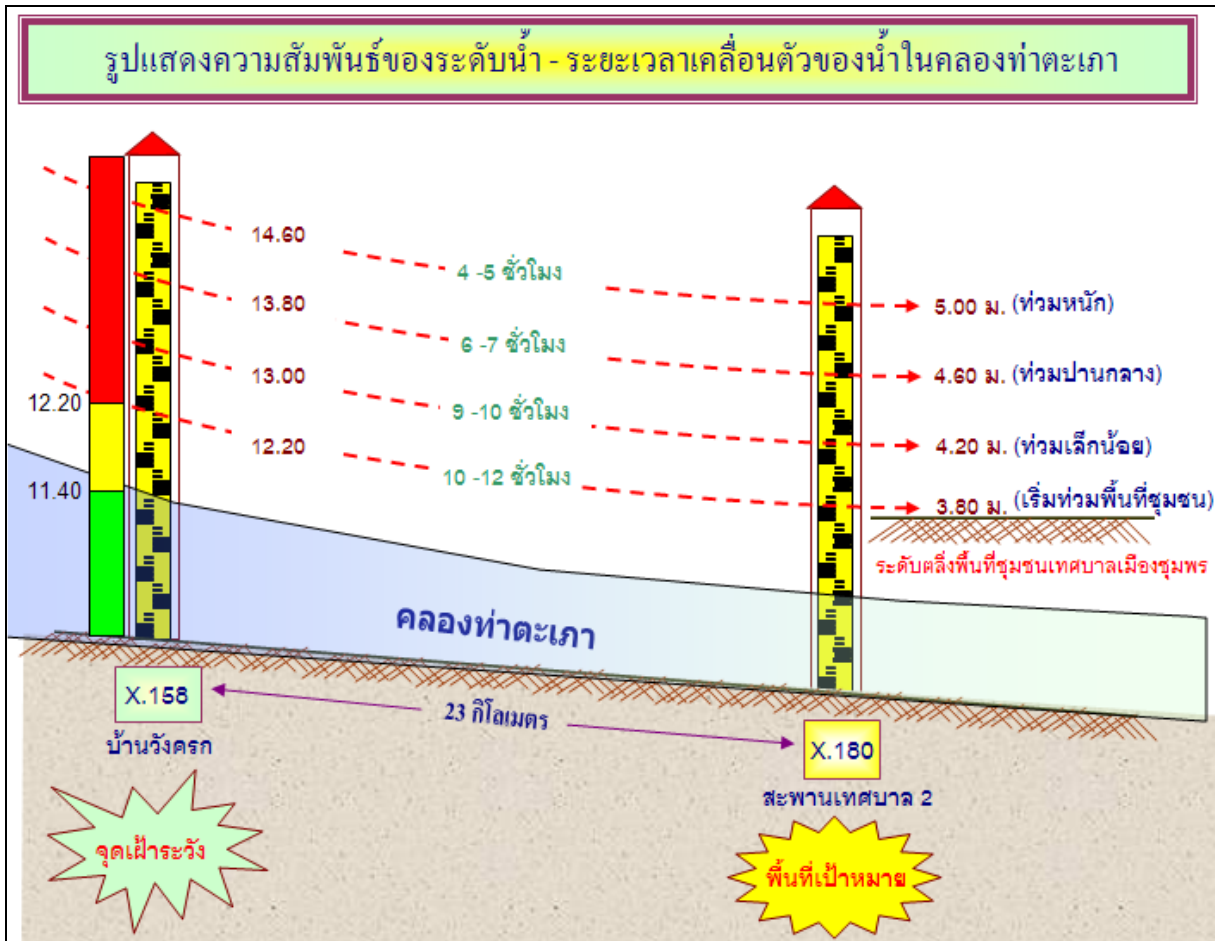 รูปแสดงความสัมพันธ์ของระดับน้ำ - ระยะเวลาเคลื่อนตัวของน้ำในคลองท่าตะเภา
14.60
4 -5 ชั่วโมง
5.00 ม. (ท่วมหนัก)
13.80
6 -7 ชั่วโมง
4.60 ม. (ท่วมปานกลาง)
13.00
9 -10 ชั่วโมง
4.20 ม. (ท่วมเล็กน้อย)
12.20
12.20
10 -12 ชั่วโมง
3.80 ม. (เริ่มท่วมพื้นที่ชุมชน)
11.40
ระดับตลิ่งพื้นที่ชุมชนเทศบาลเมืองชุมพร
คลองท่าตะเภา
X.158
23 กิโลเมตร
X.180
บ้านวังครก
สะพานเทศบาล 2
จุดเฝ้าระวัง
พื้นที่เป้าหมาย